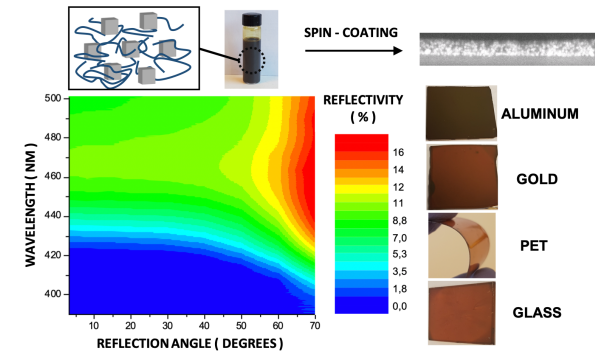 SPIN - COATING
REFLECTIVITY
( % )
16
14
12
11
8,8
7,0
5,3
3,5
1,8
0,0
WAVELENGTH ( NM )
500
480
460
440
420
400
10
20
30
40
50
60
70
REFLECTION ANGLE ( DEGREES )
ALUMINUM
GOLD
PET
GLASS